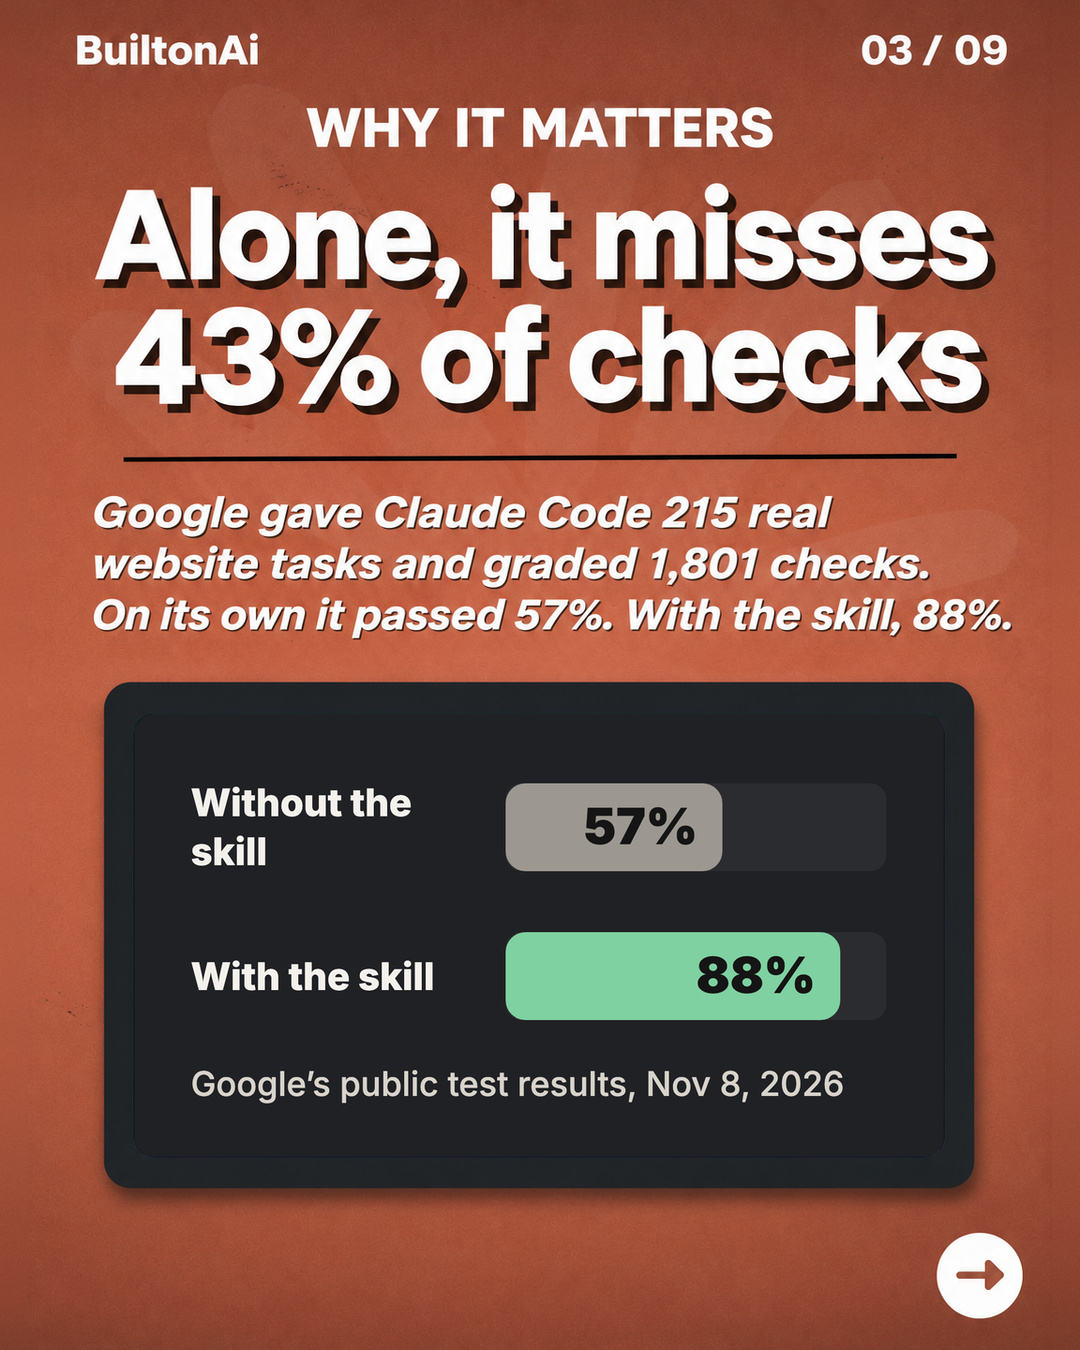 BuiltonAi
03 / 09
WHY IT MATTERS
Alone, it misses
43% of checks
Google gave Claude Code 215 real
website tasks and graded 1,801 checks.
On its own it passed 57%. With the skill, 88%.
Without the
skill
57%
With the skill
88%
Google’s public test results, Nov 8, 2026